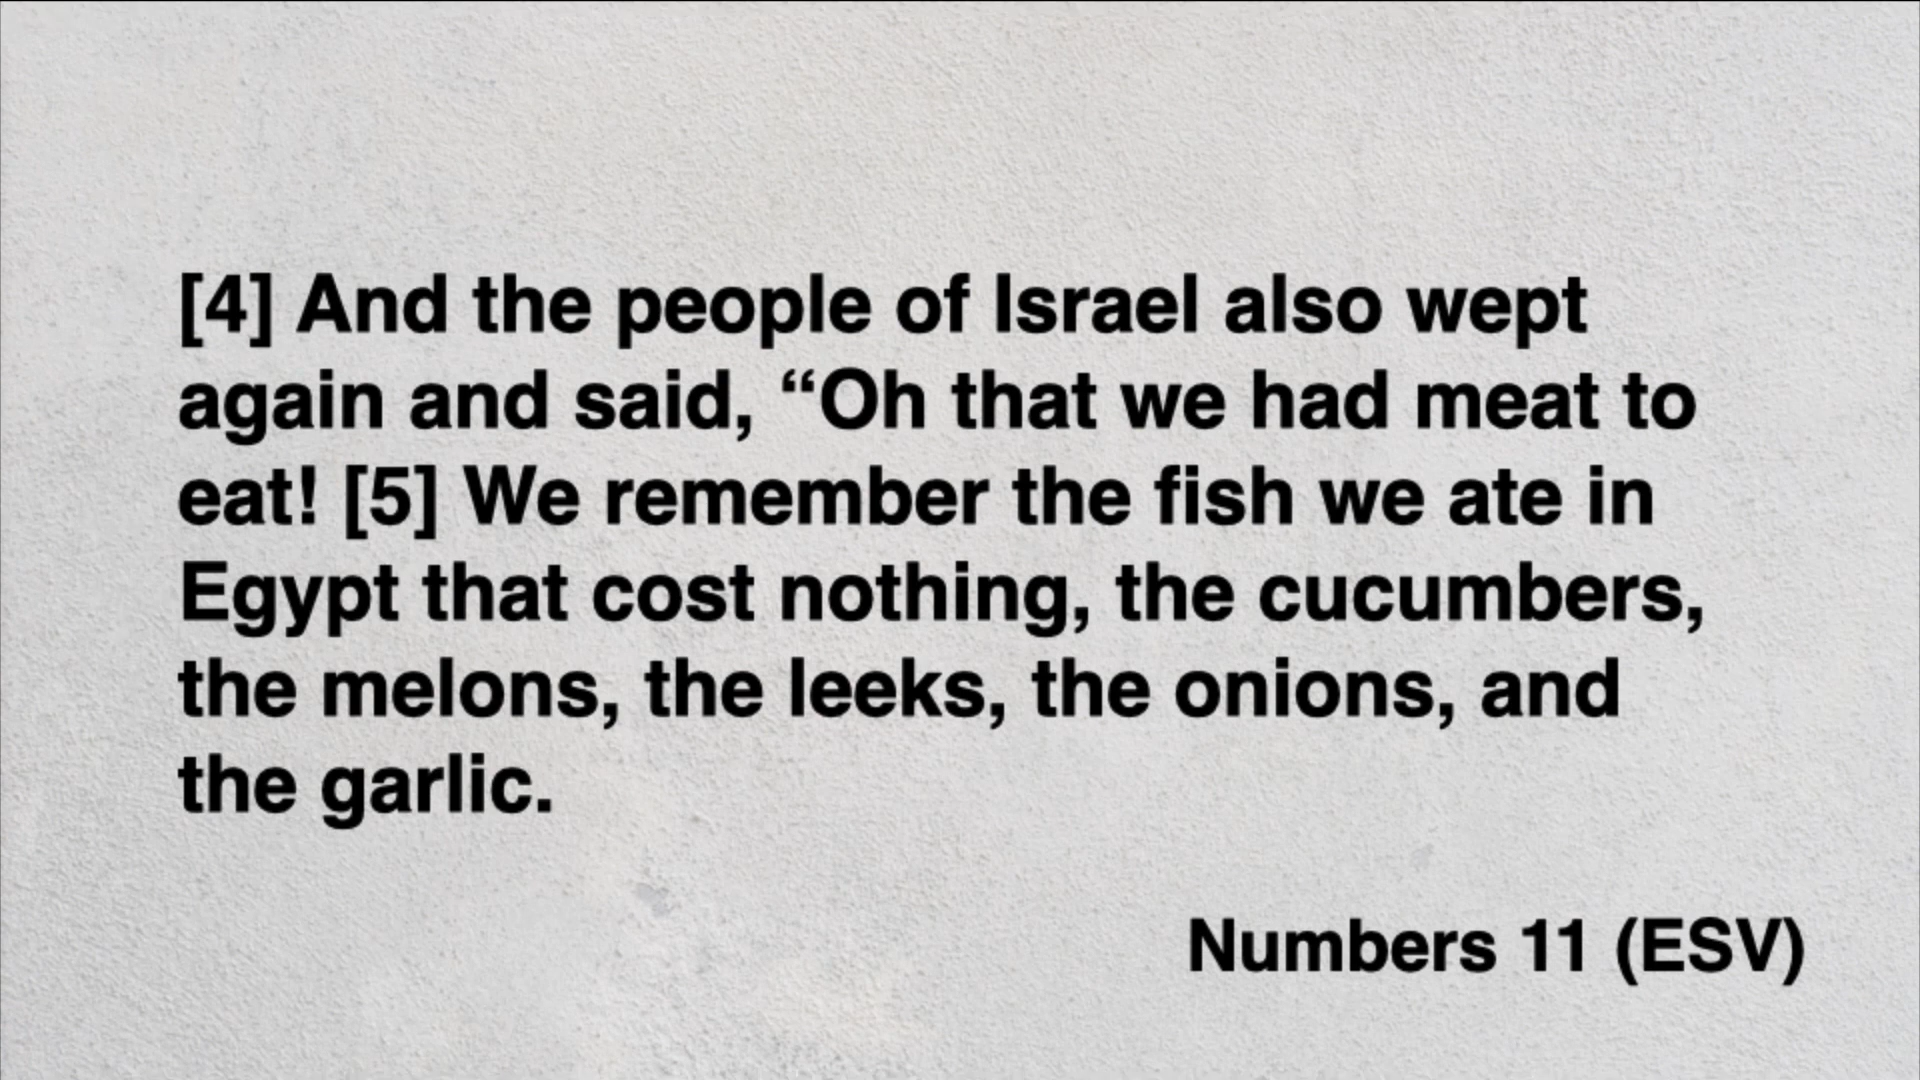 [4] And the people of Israel also wept
again and said, “Oh that we had meat to
eat! [5] We remember the fish we ate in
Egypt that cost nothing, the cucumbers,
the melons, the leeks, the onions, and
the garlic.
Numbers 11 (ESV)